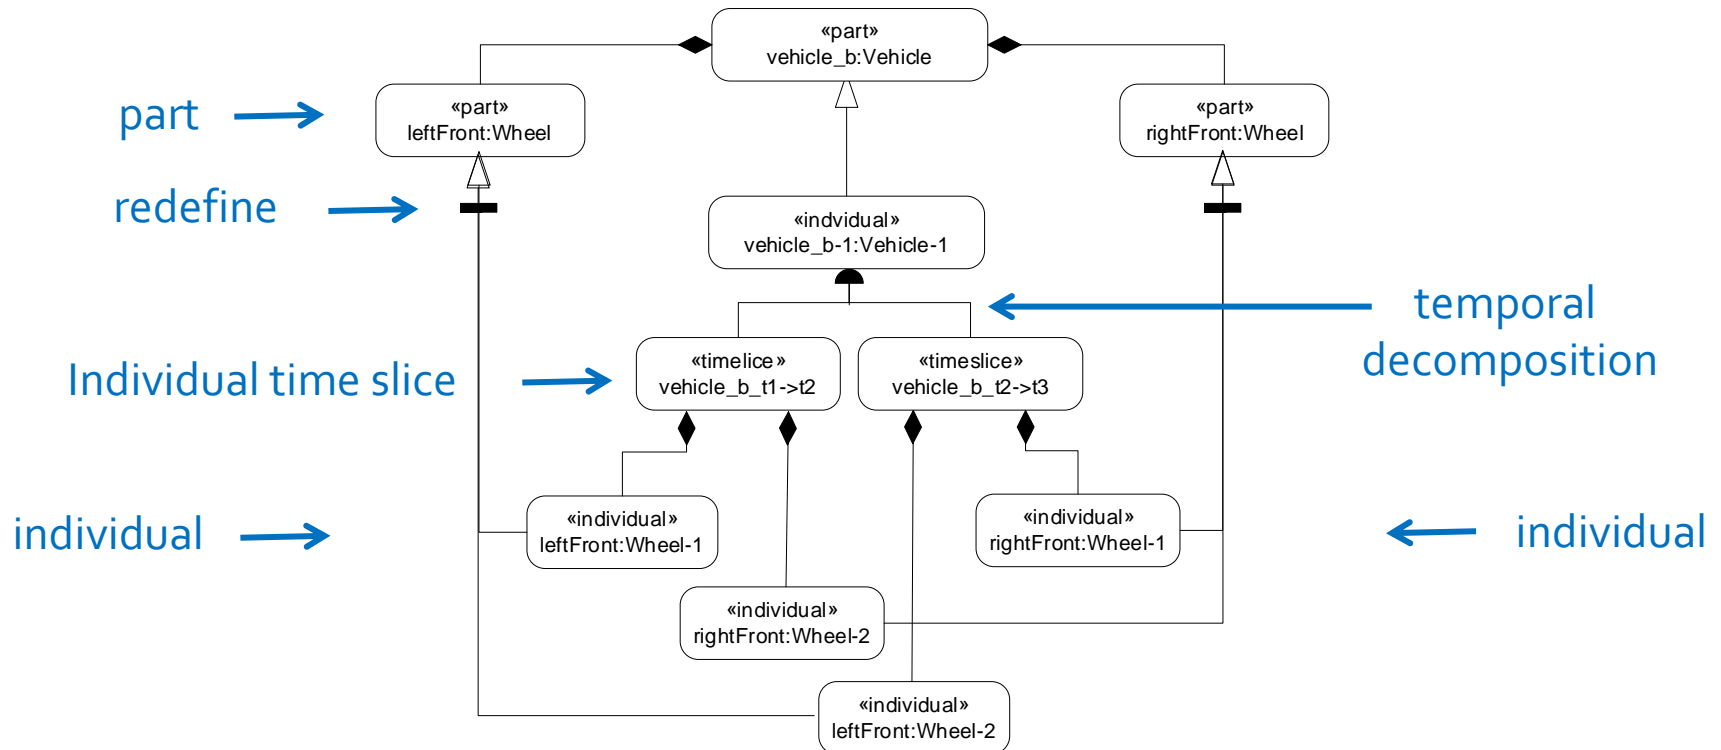 «part»
vehicle_b:Vehicle
part
«part»
leftFront:Wheel
«part»
rightFront:Wheel
redefine
«indvidual»
vehicle_b-1:Vehicle-1
temporal
decomposition
Individual time slice
«timelice»
vehicle_b_t1->t2
«timeslice»
vehicle_b_t2->t3
individual
«individual»
leftFront:Wheel-1
«individual»
rightFront:Wheel-1
individual
«individual»
rightFront:Wheel-2
«individual»
leftFront:Wheel-2